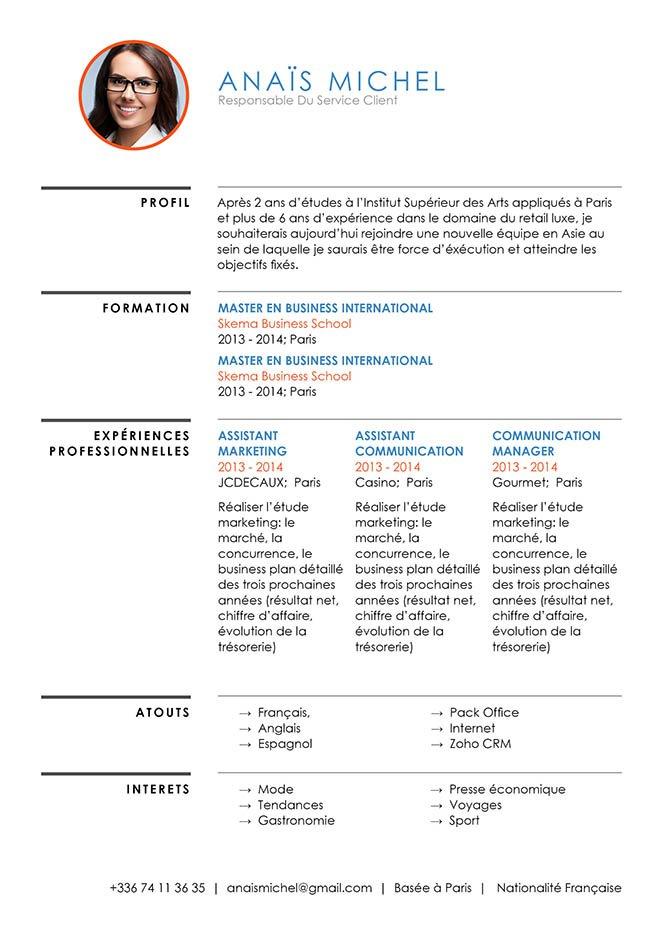 ANAÏS MICHEL
Responsable Du Service Client
PROFIL
Après 2 ans d’études à l’Institut Supérieur des Arts appliqués à Paris
et plus de 6 ans d’expérience dans le domaine du retail luxe, je
souhaiterais aujourd’hui rejoindre une nouvelle équipe en Asie au
sein de laquelle je saurais être force d’éxécution et atteindre les
objectifs fixés.
FORMATION
MASTER EN BUSINESS INTERNATIONAL
Skema Business School
2013 - 2014; Paris
MASTER EN BUSINESS INTERNATIONAL
Skema Business School
2013 - 2014; Paris
EXPÉRIENCES
PROFESSIONNELLES
ASSISTANT
MARKETING
2013 - 2014
JCDECAUX; Paris
Réaliser l’étude
marketing: le
marché, la
concurrence, le
business plan détaillé
des trois prochaines
années (résultat net,
chiffre d’affaire,
évolution de la
trésorerie)
ASSISTANT
COMMUNICATION
2013 - 2014
Casino; Paris
Réaliser l’étude
marketing: le
marché, la
concurrence, le
business plan détaillé
des trois prochaines
années (résultat net,
chiffre d’affaire,
évolution de la
trésorerie)
COMMUNICATION
MANAGER
2013 - 2014
Gourmet; Paris
Réaliser l’étude
marketing: le
marché, la
concurrence, le
business plan détaillé
des trois prochaines
années (résultat net,
chiffre d’affaire,
évolution de la
trésorerie)
ATOUTS
→ Français,
→ Anglais
→ Espagnol
→ Pack Office
→ Internet
→ Zoho CRM
INTERETS
→ Mode
→ Tendances
→ Gastronomie
→ Presse économique
→ Voyages
→ Sport
+336 74 11 36 35 | anaismichel@gmail.com | Basée à Paris | Nationalité Française